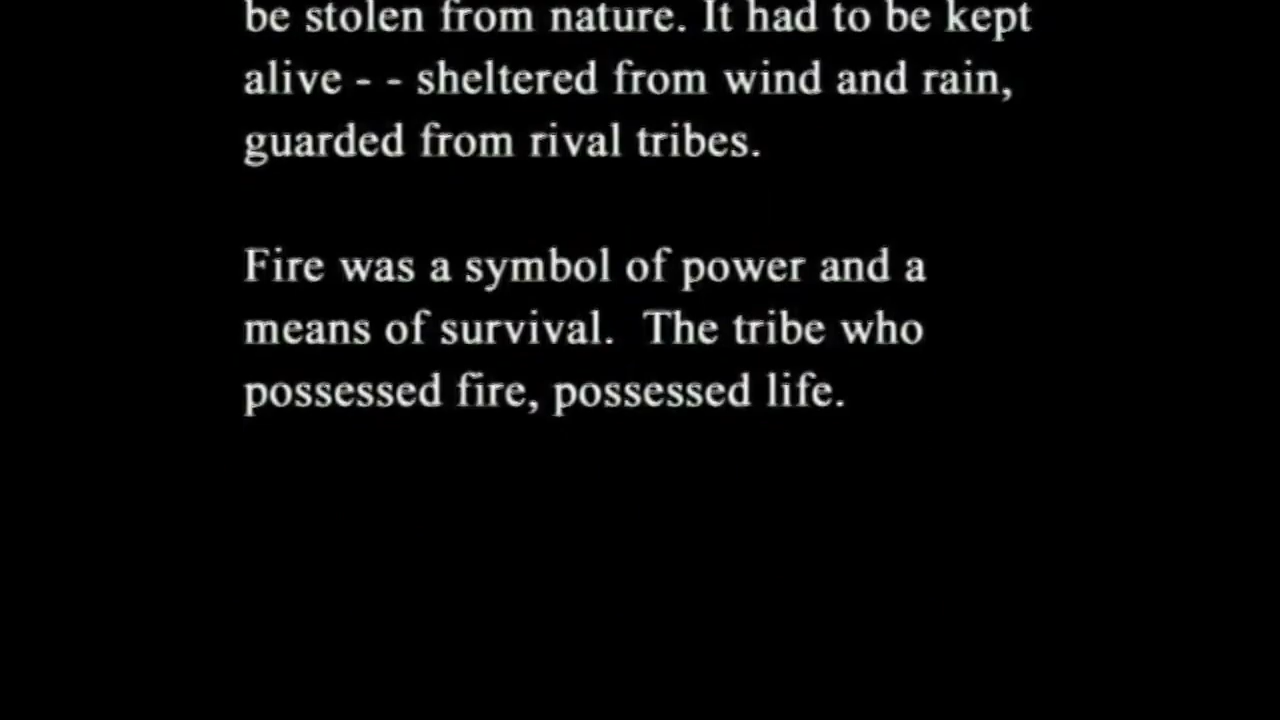 be stolen from nature. It had to be kept
alive - - sheltered from wind and rain,
guarded from rival tribes.
Fire was a symbol of power and a
means of survival.  The tribe who
possessed fire, possessed life.